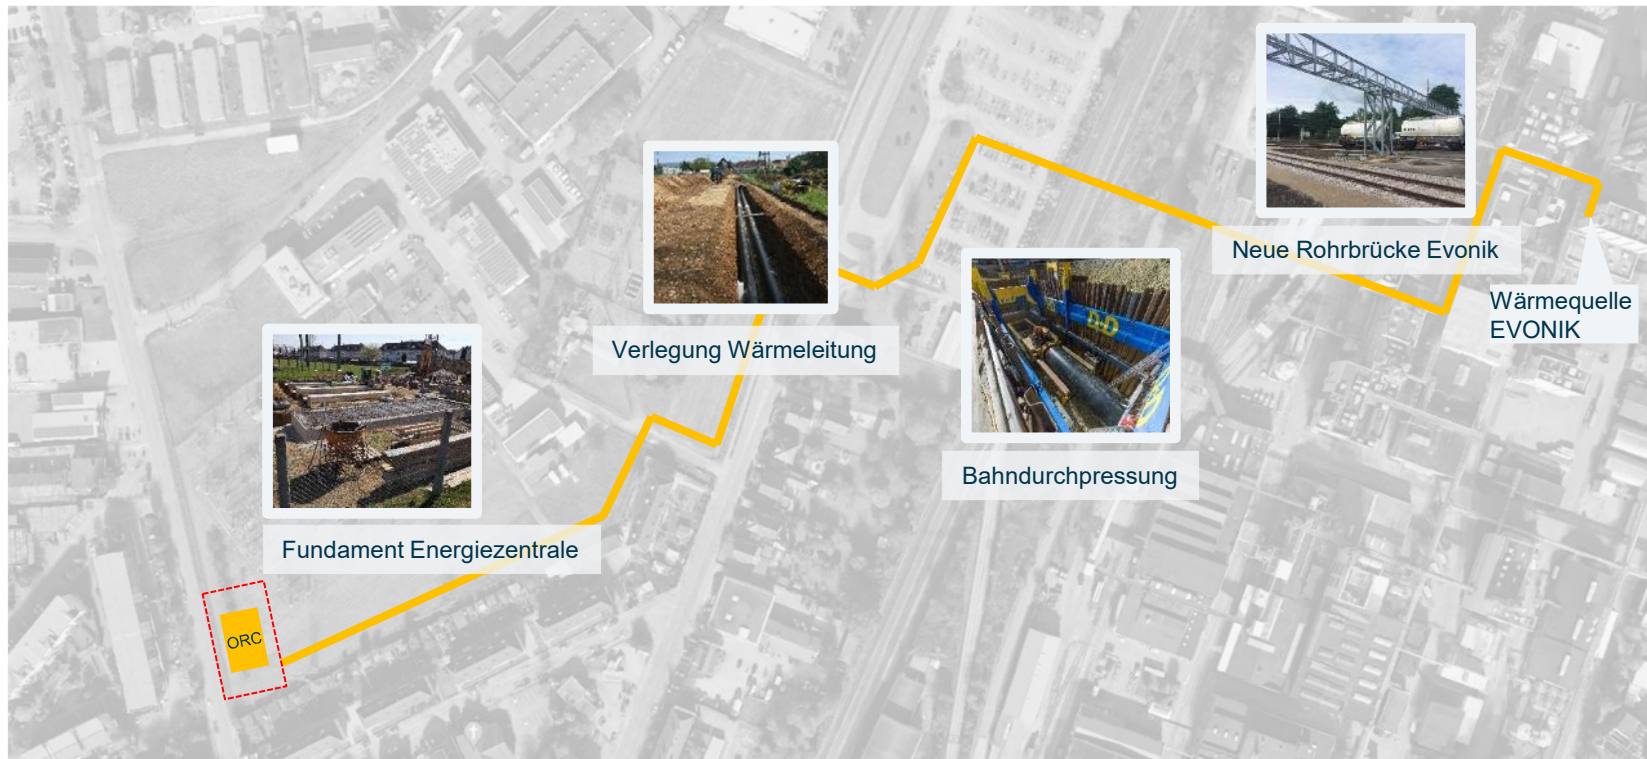 Neue Rohrbrücke Evonik
Wärmequelle
EVONIK
Verlegung Wärmeleitung
Bahndurchpressung
Fundament Energiezentrale
ORC